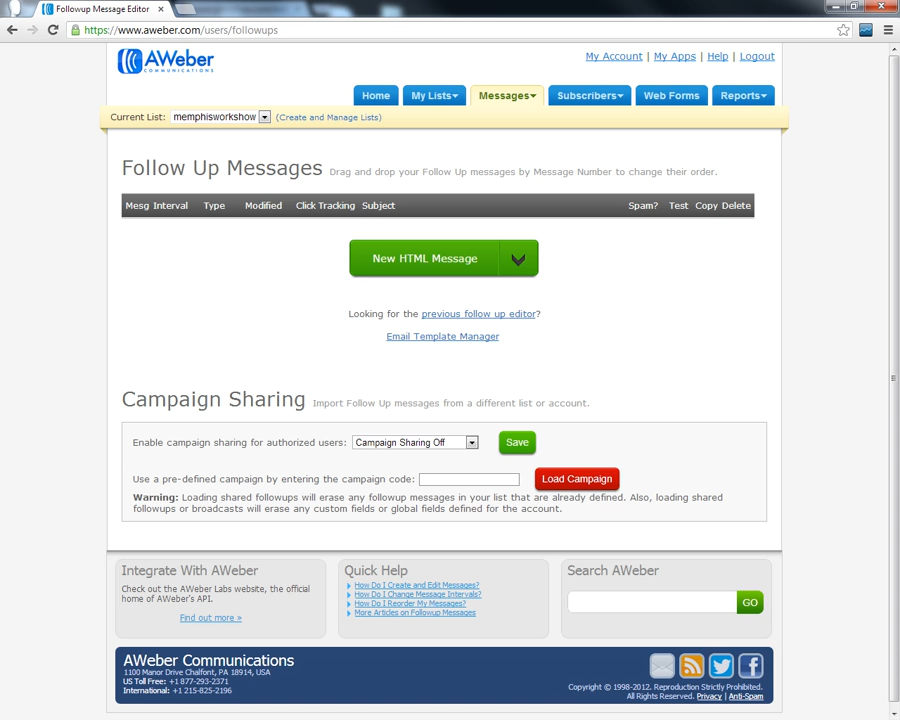 Followup Message Editor
https://www.aweber.com/users/followups
AWeber
COMMUNICATIONS
My Account | My Apps | Help | Logout
Home My Lists Messages Subscribers Web Forms Reports
Current List: memphisworkshow (Create and Manage Lists)
Follow Up Messages Drag and drop your Follow Up messages by Message Number to change their order.
Mesg Interval Type Modified Click Tracking Subject Spam? Test Copy Delete
New HTML Message
Looking for the previous follow up editor?
Email Template Manager
Campaign Sharing Import Follow Up messages from a different list or account.
Enable campaign sharing for authorized users: Campaign Sharing Off Save
Use a pre-defined campaign by entering the campaign code: Load Campaign
Warning: Loading shared followups will erase any followup messages in your list that are already defined. Also, loading shared
followups or broadcasts will erase any custom fields or global fields defined for the account.
Integrate With AWeber
Check out the AWeber Labs website, the official
home of AWeber's API.
Find out more »
Quick Help
How Do I Create and Edit Messages?
How Do I Change Message Intervals?
How Do I Reorder My Messages?
More Articles on Followup Messages
Search AWeber
GO
AWeber Communications
1100 Manor Drive Chalfont, PA 18914, USA
US Toll Free: +1 877-293-2371
International: +1 215-825-2196
Copyright © 1998-2012. Reproduction Strictly Prohibited.
All Rights Reserved. Privacy | Anti-Spam